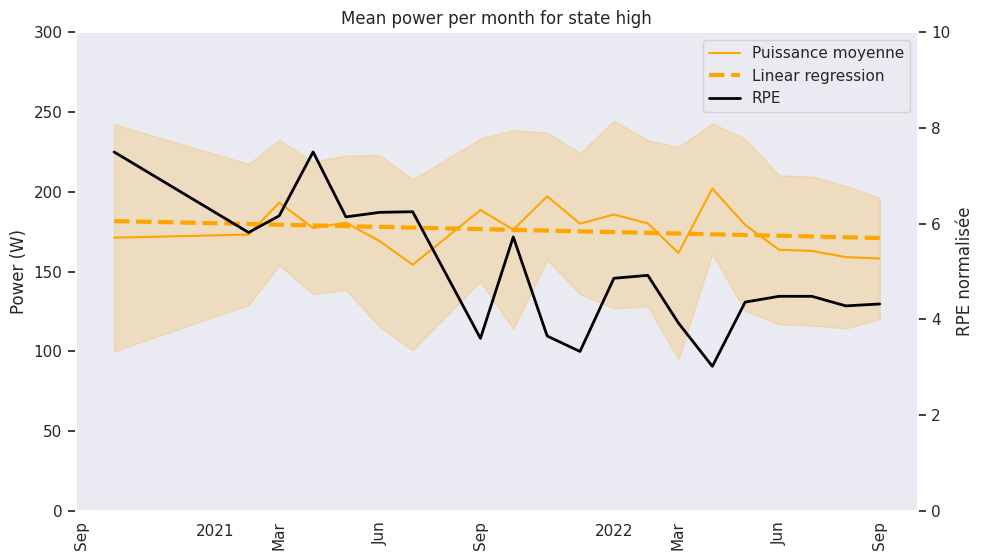 Mean power per month for state high
Power (W)
300
250
200
150
100
50
0
Puissance moyenne
Linear regression
RPE
10
8
6
4
2
0
RPE normalisée
Sep
2021
Mar
Jun
Sep
2022
Mar
Jun
Sep